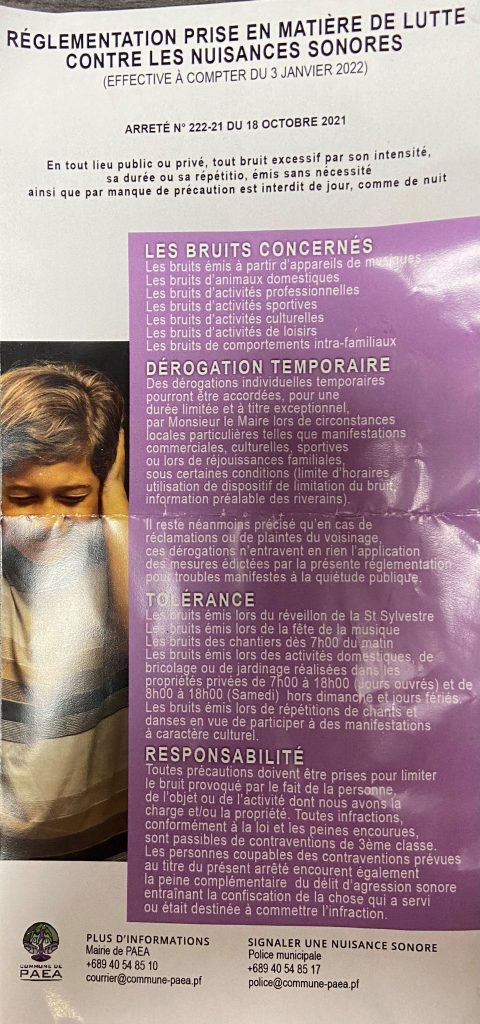 RÉGLEMENTATION PRISE EN MATIÈRE DE LUTTE
CONTRE LES NUISANCES SONORES
(EFFECTIVE À COMPTER DU 3 JANVIER 2022)
ARRETÉ N° 222-21 DU 18 OCTOBRE 2021
En tout lieu public ou privé, tout bruit excessif par son intensité,
sa durée ou sa répétitio, émis sans nécessité
ainsi que par manque de précaution est interdit de jour, comme de nuit
LES BRUITS CONCERNÉS
Les bruits émis à partir d'appareils de musiques
Les bruits d'animaux domestiques
Les bruits d'activités professionnelles
Les bruits d'activités sportives
Les bruits d'activités culturelles
Les bruits d'activités de loisirs
Les bruits de comportements intra-familiaux
DÉROGATION TEMPORAIRE
Des dérogations individuelles temporaires
pourront être accordées, pour une
durée limitée et à titre exceptionnel,
par Monsieur le Maire lors de circonstances
locales particulières telles que manifestations
commerciales, culturelles, sportives
ou lors de réjouissances familiales,
sous certaines conditions (limite d'horaires,
utilisation de dispositif de limitation du bruit,
information préalable des riverains).
Il reste néanmoins précisé qu'en cas de
réclamations ou de plaintes du voisinage,
ces dérogations n'entravent en rien l'application
des mesures édictées par la présente réglementation
pour troubles manifestes à la quiétude publique.
TOLÉRANCE
Les bruits émis lors du réveillon de la St Sylvestre
Les bruits émis lors de la fête de la musique
Les bruits des chantiers dès 7h00 du matin
Les bruits émis lors des activités domestiques, de
bricolage ou de jardinage réalisées dans les
propriétés privées de 7h00 à 18h00 (jours ouvrés) et de
8h00 à 18h00 (Samedi) hors dimanche et jours fériés.
Les bruits émis lors de répétitions de chants et
danses en vue de participer à des manifestations
à caractère culturel.
RESPONSABILITÉ
Toutes précautions doivent être prises pour limiter
le bruit provoqué par le fait de la personne,
de l'objet ou de l'activité dont nous avons la
charge et/ou la propriété. Toutes infractions,
conformément à la loi et les peines encourues,
sont passibles de contraventions de 3ème classe.
Les personnes coupables des contraventions prévues
au titre du présent arrêté encourent également
la peine complémentaire du délit d'agression sonore
entraînant la confiscation de la chose qui a servi
ou était destinée à commettre l'infraction.
COMMUNE DE
PAEA
PLUS D'INFORMATIONS
Mairie de PAEA
+689 40 54 85 10
courrier@commune-paea.pf
SIGNALER UNE NUISANCE SONORE
Police municipale
+689 40 54 85 17
police@commune-paea.pf